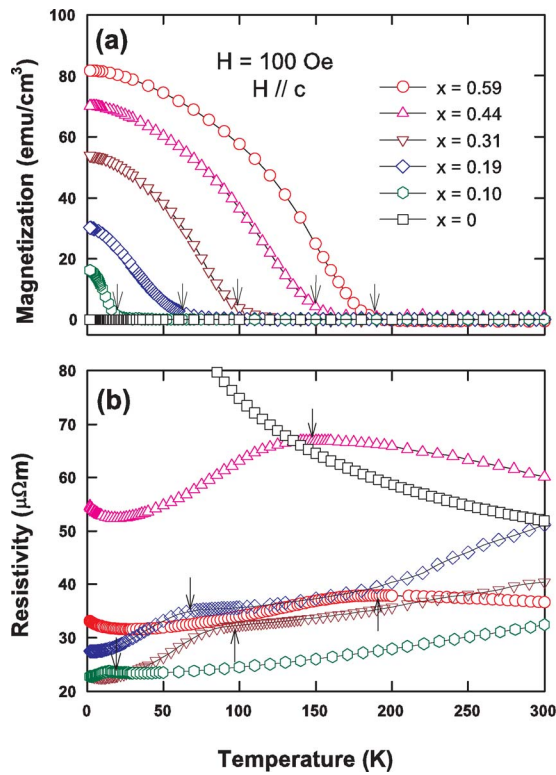 100
(a)
H = 100 Oe
H // c
80
60
40
20
0
Magnetization (emu/cm³)
x = 0.59
x = 0.44
x = 0.31
x = 0.19
x = 0.10
x = 0
80
(b)
70
60
50
40
30
20
Resistivity (μΩm)
0 50 100 150 200 250 300
Temperature (K)